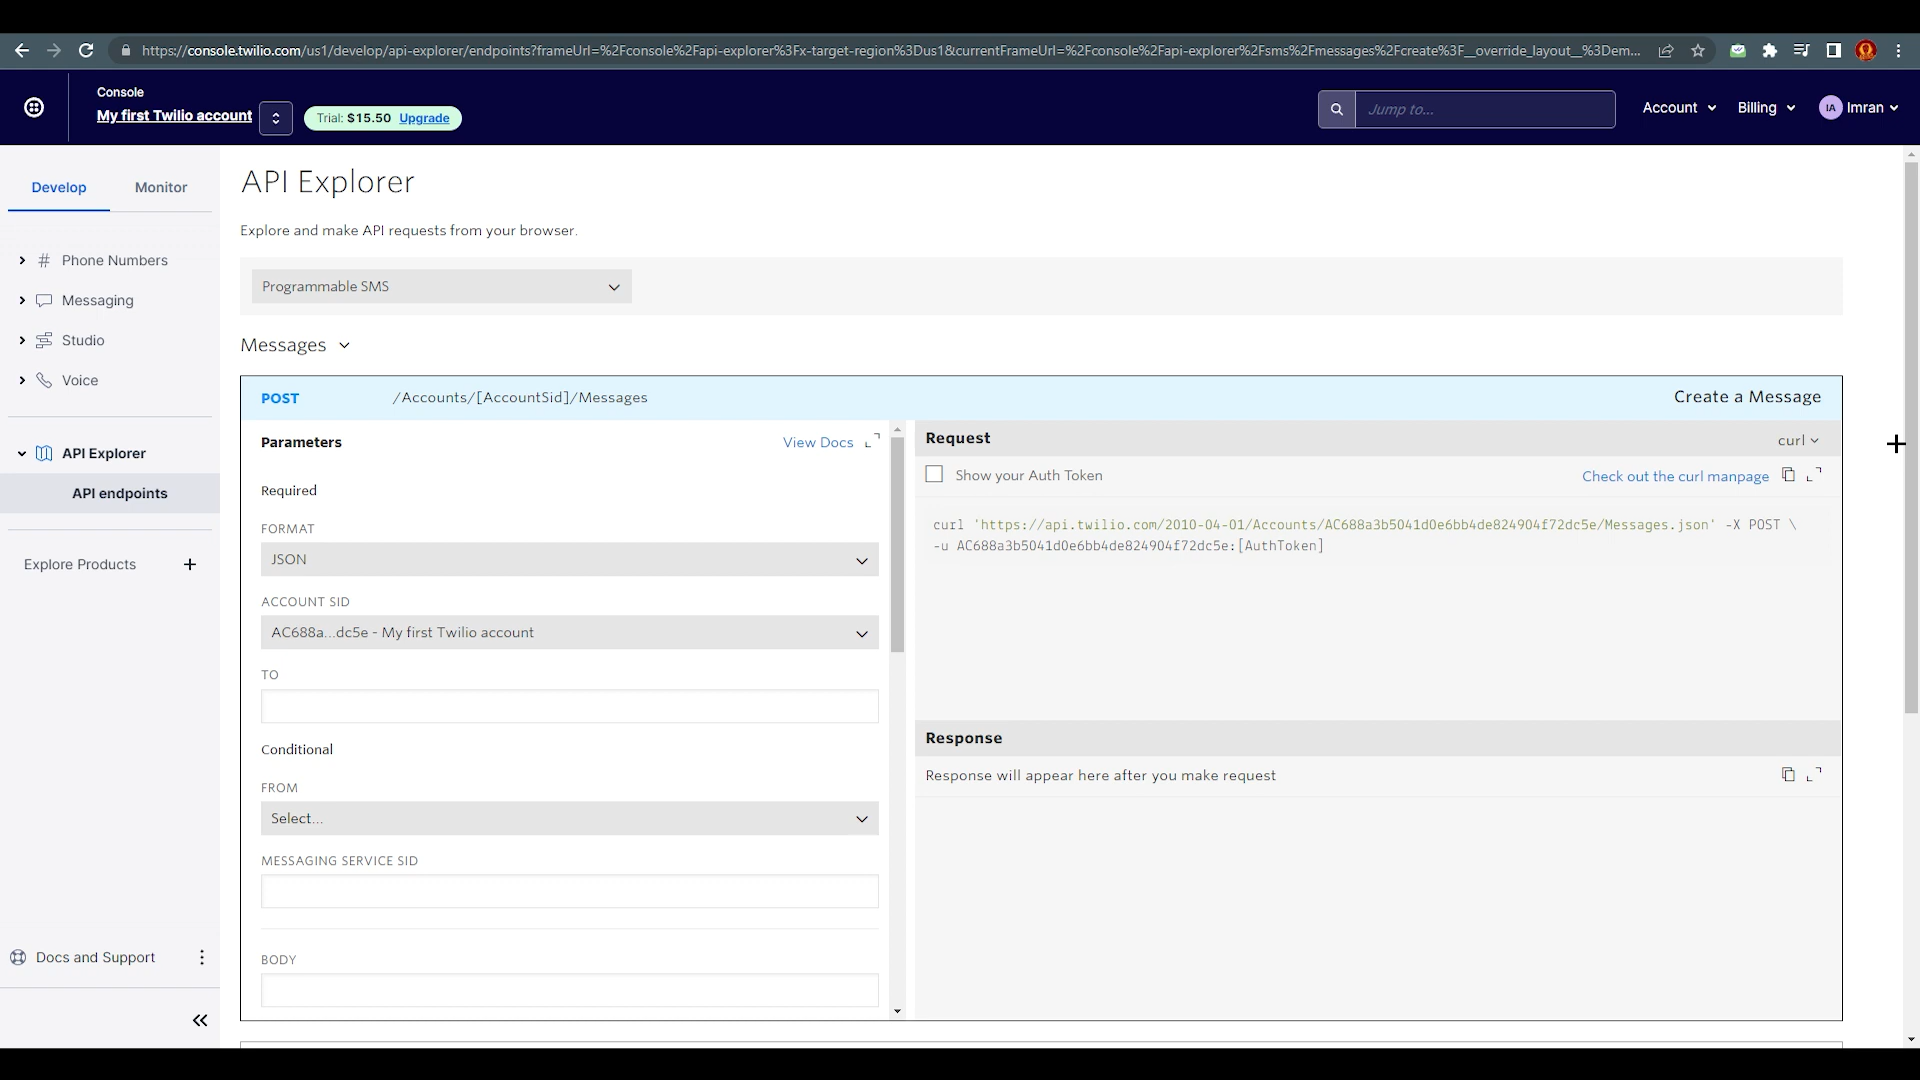 https://console.twilio.com/us1/develop/api-explorer/endpoints?frameUrl=%2Fconsole%2Fapi-explorer%3Fx-target-region%3Dus1&currentFrameUrl=%2Fconsole%2Fapi-explorer%2Fsms%2Fmessages%2Fcreate%3F__override_layout__%3Dem...
Console
My first Twilio account
Trial: $15.50 Upgrade
Jump to...
Account
Billing
IA Imran
Develop
Monitor
Phone Numbers
Messaging
Studio
Voice
API Explorer
API endpoints
Explore Products +
Docs and Support
API Explorer
Explore and make API requests from your browser.
Programmable SMS
Messages
POST /Accounts/[AccountSid]/Messages Create a Message
Parameters View Docs
Required
FORMAT
JSON
ACCOUNT SID
AC688a...dc5e - My first Twilio account
TO
Conditional
FROM
Select...
MESSAGING SERVICE SID
BODY
Request curl
Show your Auth Token Check out the curl manpage
curl 'https://api.twilio.com/2010-04-01/Accounts/AC688a3b5041d0e6bb4de824904f72dc5e/Messages.json' -X POST \
-u AC688a3b5041d0e6bb4de824904f72dc5e:[AuthToken]
Response
Response will appear here after you make request